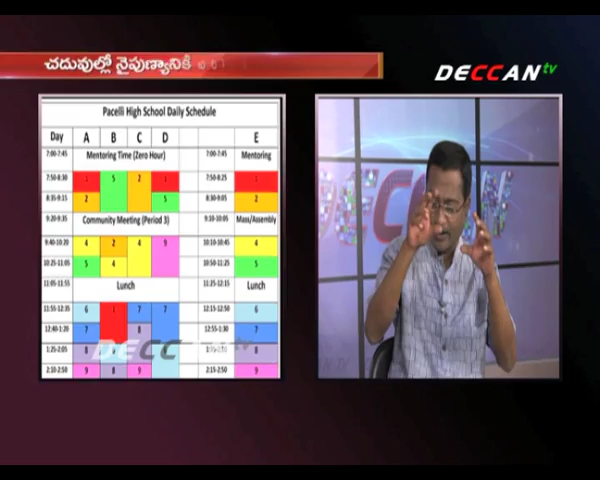 చదువుల్లో నైపుణ్యానికే
DECCAN tv
Pacelli High School Daily Schedule
Day A B C D E
7:00-7:45 Mentoring Time (Zero Hour) 7:00-7:45 Mentoring
7:50-8:30 1 5 2 1 7:50-8:25 1
8:35-9:15 2 5 8:30-9:05 2
9:20-9:35 Community Meeting (Period 3) 9:10-10:05 Mass/Assembly
9:40-10:20 4 2 4 9 10:10-10:45 4
10:25-11:05 5 4 10:50-11:25 5
11:05-11:55 Lunch 11:25-12:15 Lunch
11:55-12:35 6 1 7 7 12:15-12:50 6
12:40-1:20 7 8 12:55-1:30 7
1:25-2:05 8 8
2:10-2:50 9 8 9 2:15-2:50 9
DECCAN tv